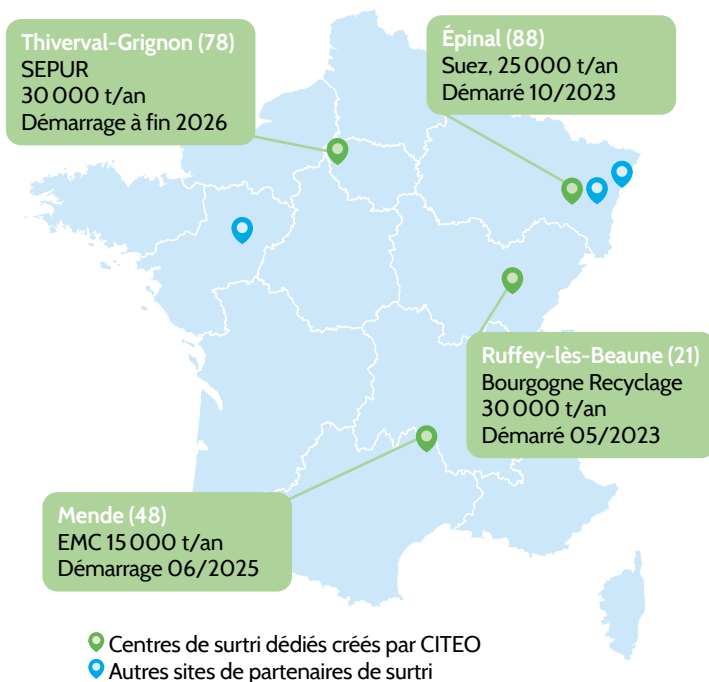 Thiverval-Grignon (78)
SEPUR
30 000 t/an
Démarrage à fin 2026
Épinal (88)
Suez, 25 000 t/an
Démarré 10/2023
Ruffey-lès-Beaune (21)
Bourgogne Recyclage
30 000 t/an
Démarré 05/2023
Mende (48)
EMC 15 000 t/an
Démarrage 06/2025
Centres de surtri dédiés créés par CITEO
Autres sites de partenaires de surtri